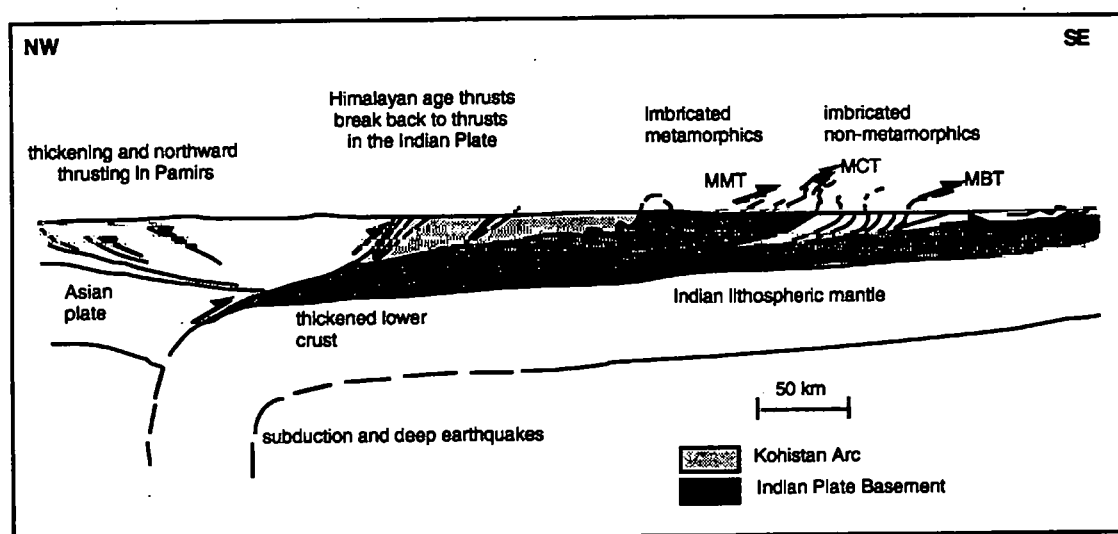 NW
SE
Himalayan age thrusts
break back to thrusts
in the Indian Plate
Imbricated
metamorphics
imbricated
non-metamorphics
thickening and northward
thrusting in Pamirs
MMT
MCT
MBT
Asian
plate
thickened lower
crust
Indian lithospheric mantle
50 km
subduction and deep earthquakes
Kohistan Arc
Indian Plate Basement